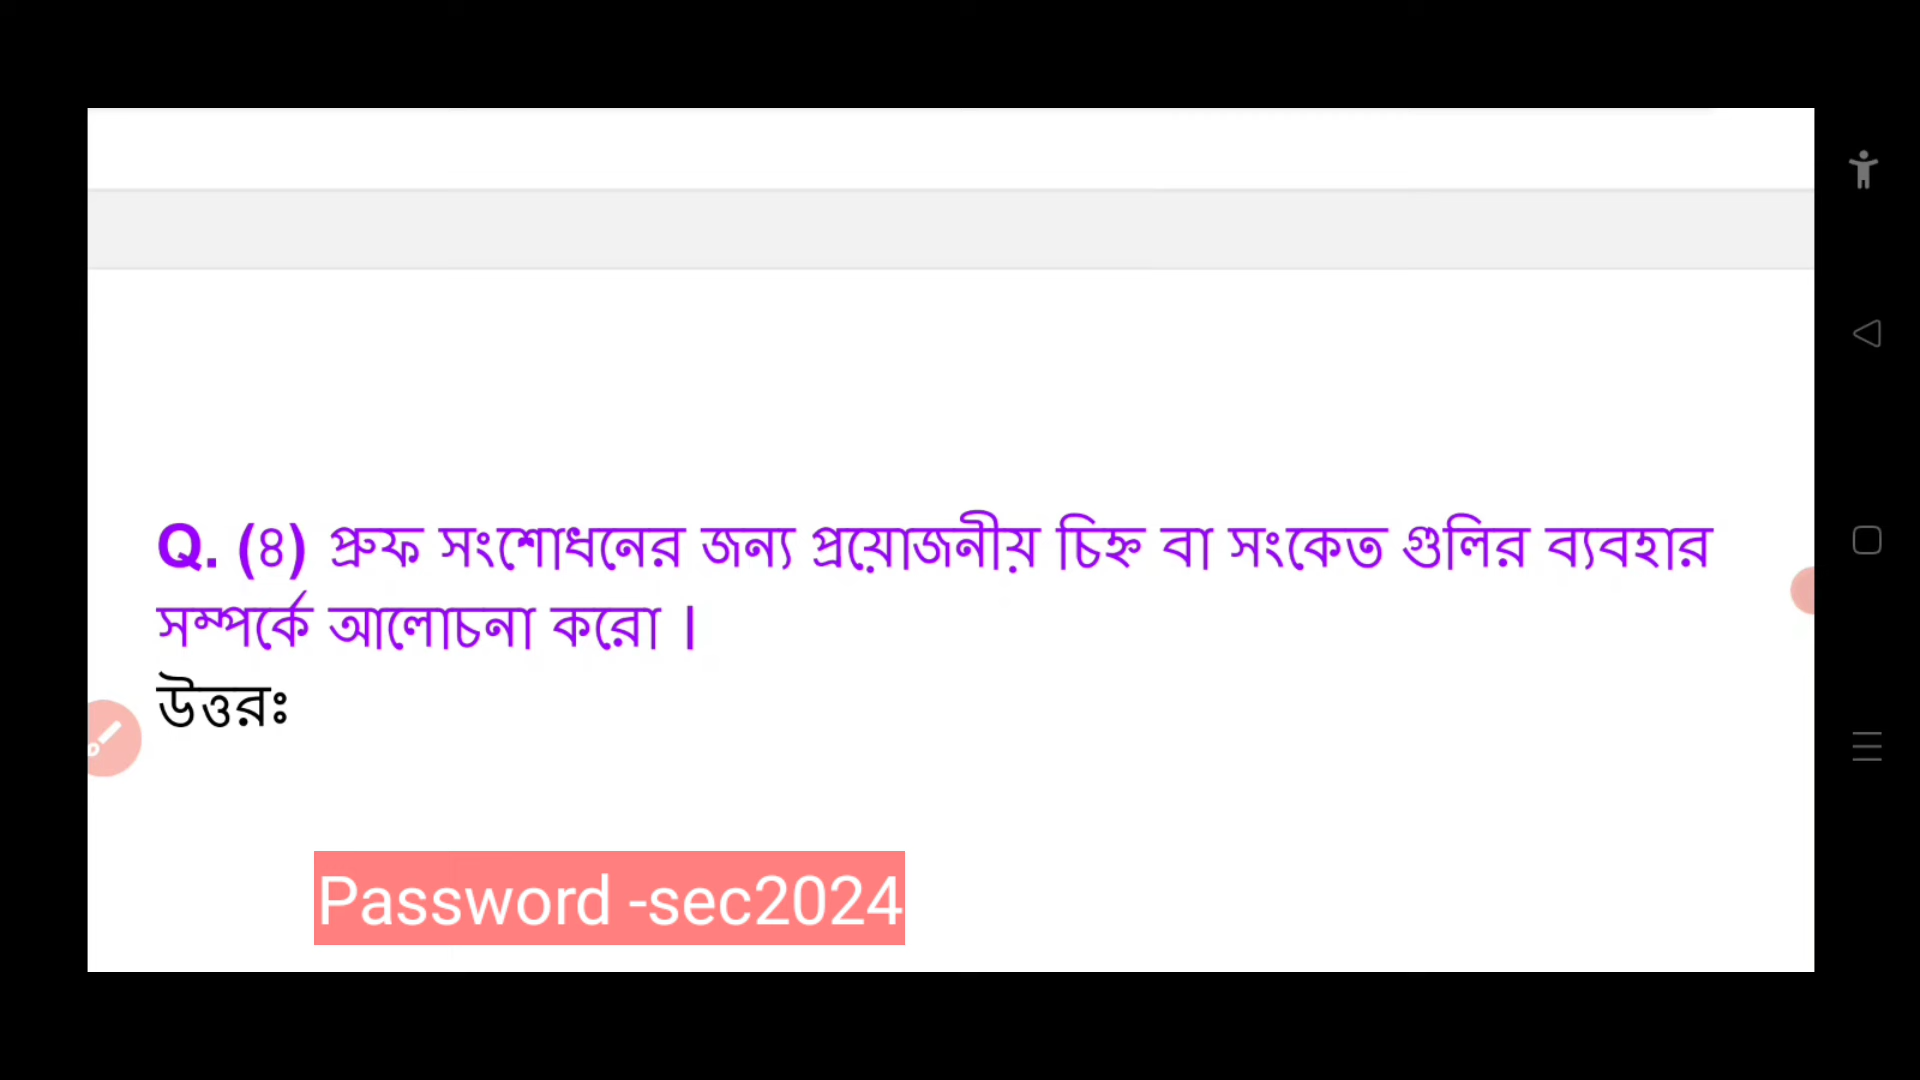 Q. (৪) প্রুফ সংশোধনের জন্য প্রয়োজনীয় চিহ্ন বা সংকেত গুলির ব্যবহার
সম্পর্কে আলোচনা করো ।
উত্তরঃ
Password -sec2024